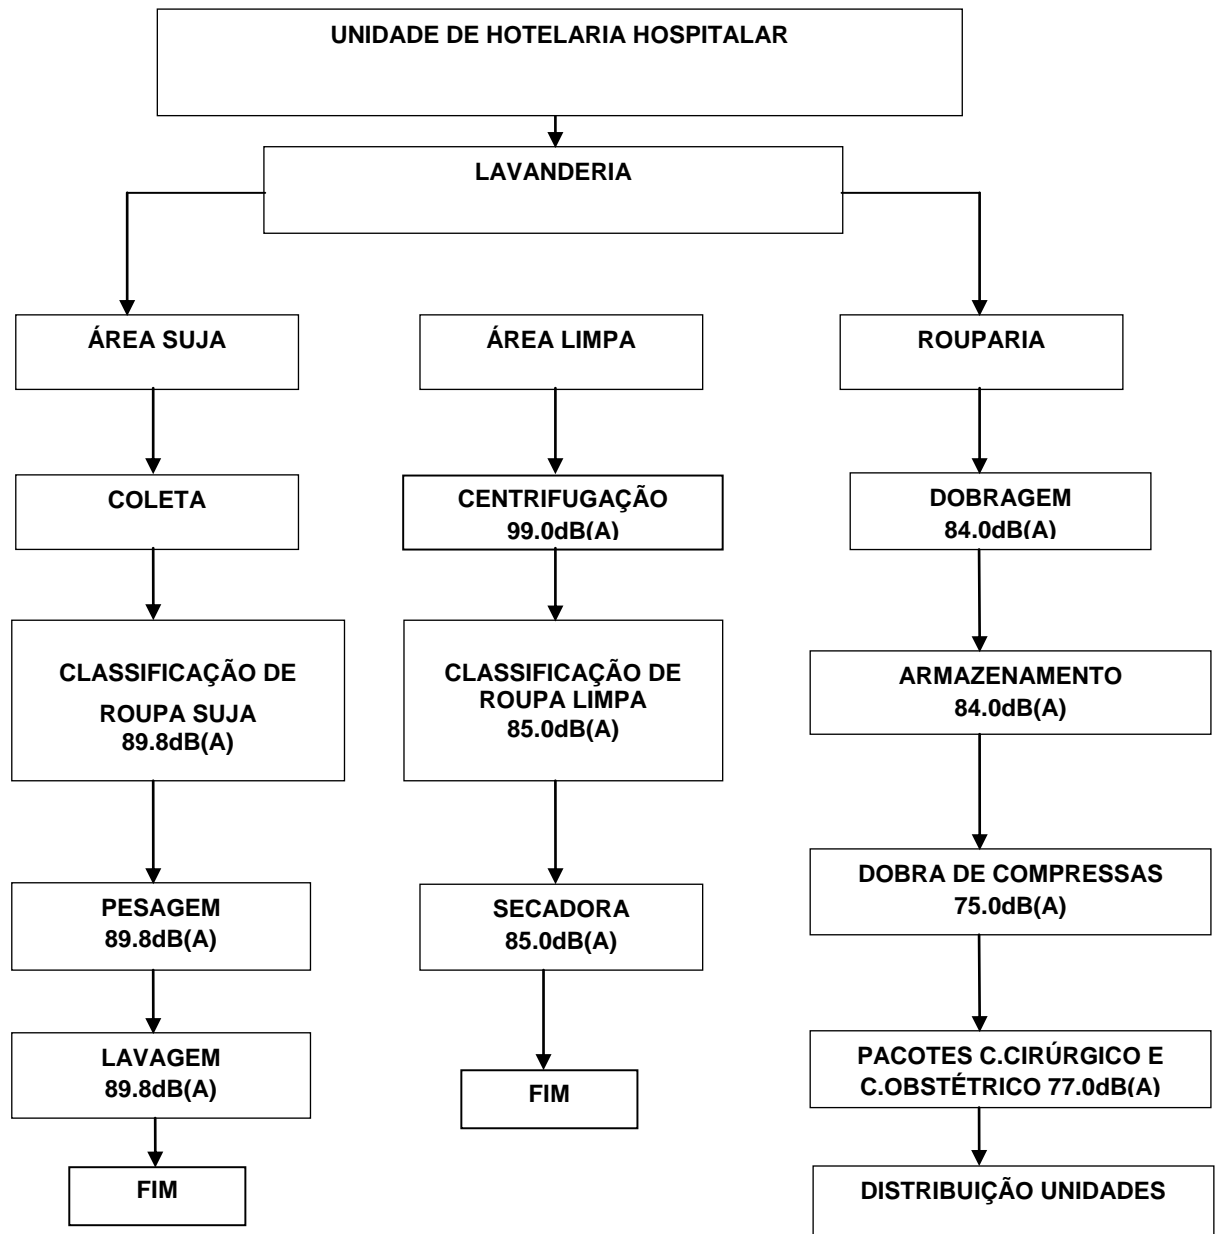 UNIDADE DE HOTELARIA HOSPITALAR
LAVANDERIA
ÁREA SUJA
COLETA
CLASSIFICAÇÃO DE
ROUPA SUJA
89.8dB(A)
PESAGEM
89.8dB(A)
LAVAGEM
89.8dB(A)
FIM
ÁREA LIMPA
CENTRIFUGAÇÃO
99.0dB(A)
CLASSIFICAÇÃO DE
ROUPA LIMPA
85.0dB(A)
SECADORA
85.0dB(A)
FIM
ROUPARIA
DOBRAGEM
84.0dB(A)
ARMAZENAMENTO
84.0dB(A)
DOBRA DE COMPRESSAS
75.0dB(A)
PACOTES C.CIRÚRGICO E
C.OBSTÉTRICO 77.0dB(A)
DISTRIBUIÇÃO UNIDADES